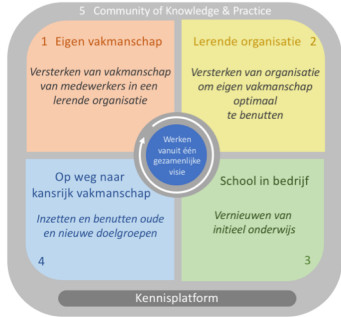 5 Community of Knowledge & Practice
1 Eigen vakmanschap
Versterken van vakmanschap
van medewerkers in een
lerende organisatie
Lerende organisatie 2
Versterken van organisatie
om eigen vakmanschap
optimaal
te benutten
Werken
vanuit één
gezamenlijke
visie
Op weg naar
kansrijk vakmanschap
Inzetten en benutten oude
en nieuwe doelgroepen
4
School in bedrijf
Vernieuwen van
initieel onderwijs
3
Kennisplatform